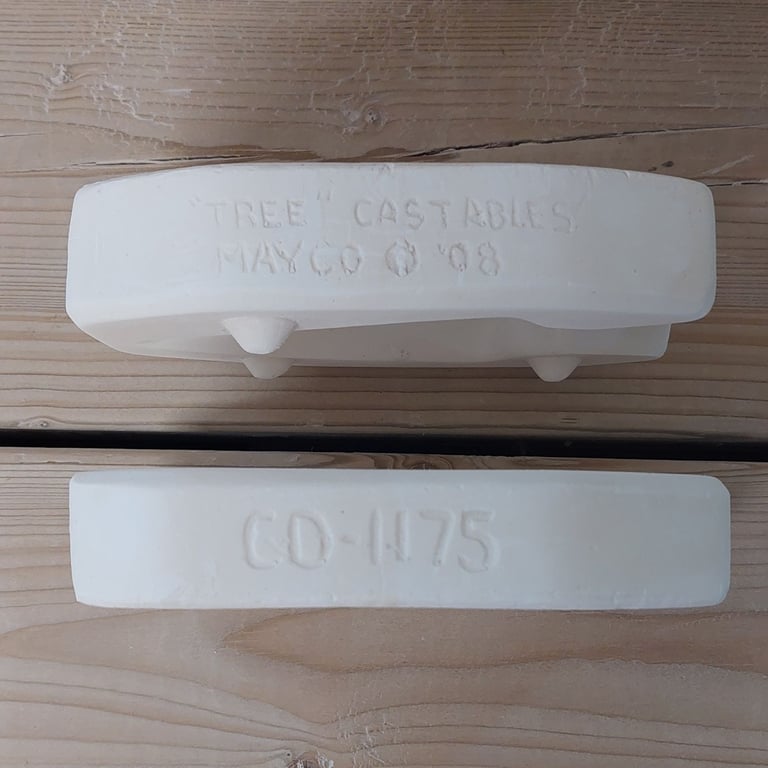 "TREE" CASTABLES
MAYCO © '08
CD-1175